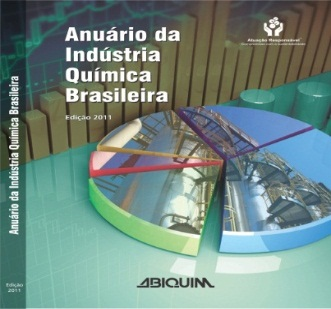 Anuário da
Indústria
Química
Brasileira
Edição 2011
Atuação Responsável
ABIQUIM
Anuário da Indústria Química Brasileira
Edição
2011